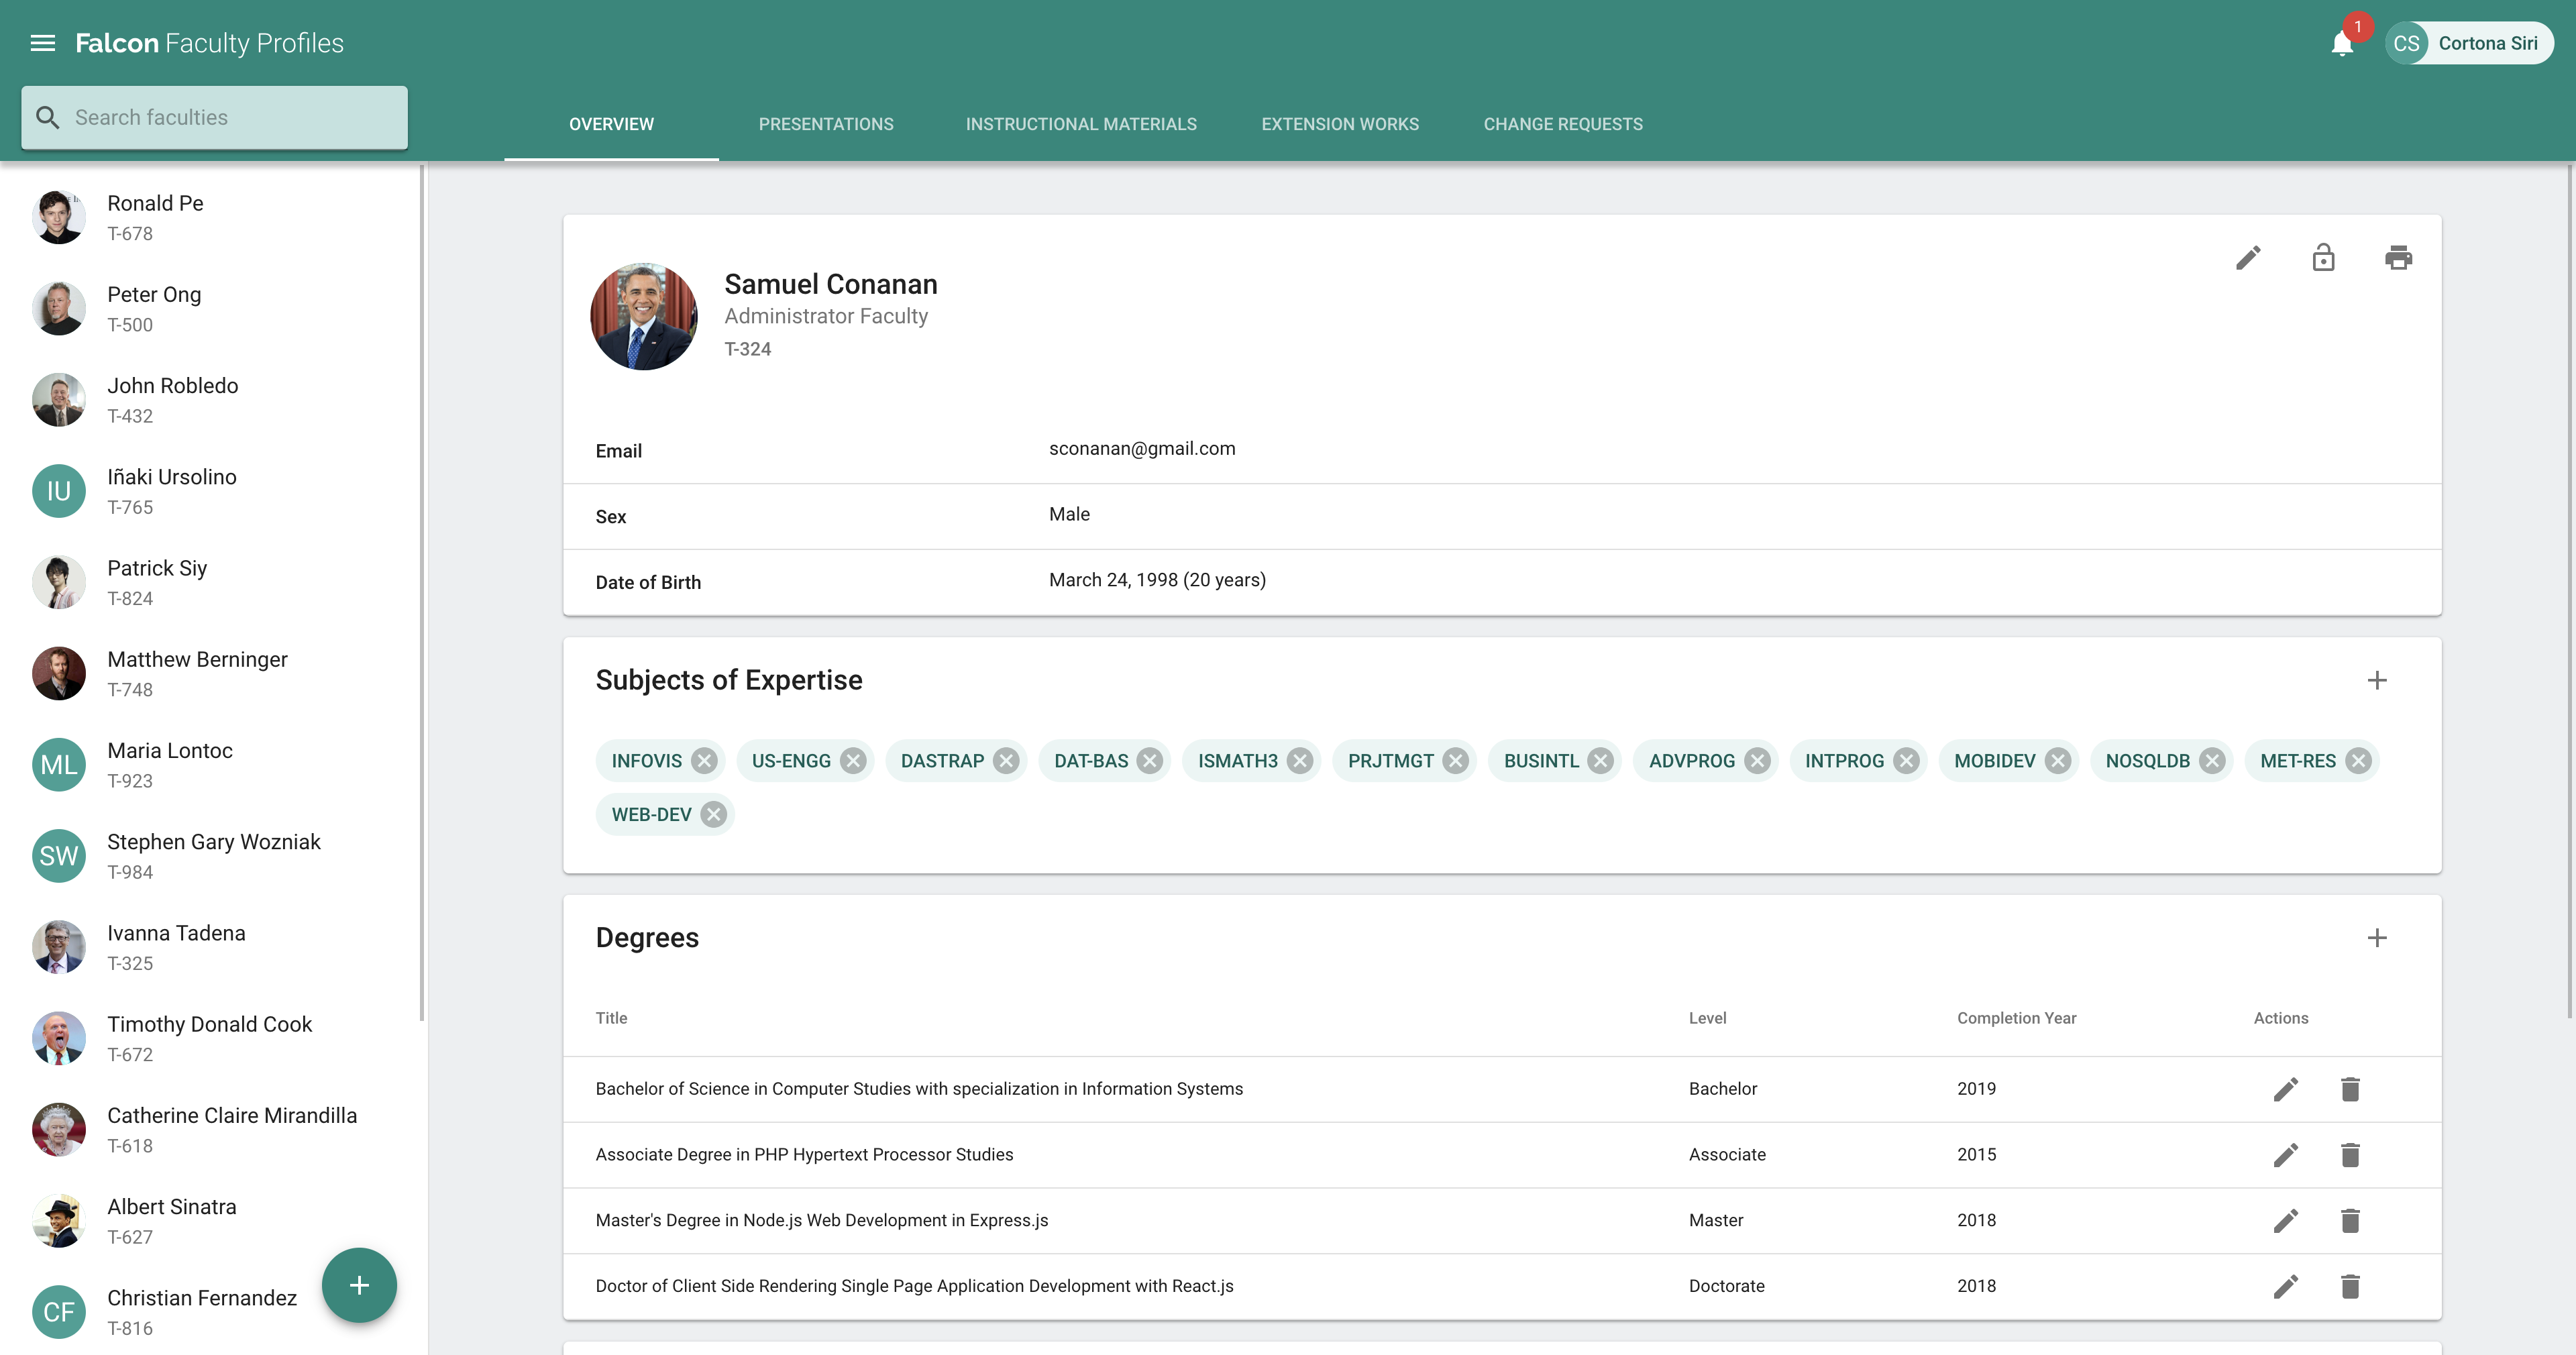 Falcon Faculty Profiles
1
CS Cortona Siri
Search faculties
OVERVIEW PRESENTATIONS INSTRUCTIONAL MATERIALS EXTENSION WORKS CHANGE REQUESTS
Ronald Pe
T-678
Peter Ong
T-500
John Robledo
T-432
IU Iñaki Ursolino
T-765
Patrick Siy
T-824
Matthew Berninger
T-748
ML Maria Lontoc
T-923
SW Stephen Gary Wozniak
T-984
Ivanna Tadena
T-325
Timothy Donald Cook
T-672
Catherine Claire Mirandilla
T-618
Albert Sinatra
T-627
CF Christian Fernandez
T-816
Samuel Conanan
Administrator Faculty
T-324
Email sconanan@gmail.com
Sex Male
Date of Birth March 24, 1998 (20 years)
Subjects of Expertise
INFOVIS US-ENGG DASTRAP DAT-BAS ISMATH3 PRJTMGT BUSINTL ADVPROG INTPROG MOBIDEV NOSQLDB MET-RES
WEB-DEV
Degrees
Title Level Completion Year Actions
Bachelor of Science in Computer Studies with specialization in Information Systems Bachelor 2019
Associate Degree in PHP Hypertext Processor Studies Associate 2015
Master's Degree in Node.js Web Development in Express.js Master 2018
Doctor of Client Side Rendering Single Page Application Development with React.js Doctorate 2018